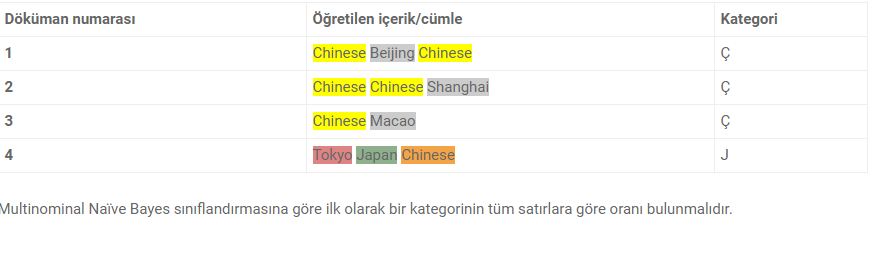 Döküman numarası Öğretilen içerik/cümle Kategori
1 Chinese Beijing Chinese Ç
2 Chinese Chinese Shanghai Ç
3 Chinese Macao Ç
4 Tokyo Japan Chinese J
Multinominal Naïve Bayes sınıflandırmasına göre ilk olarak bir kategorinin tüm satırlara göre oranı bulunmalıdır.